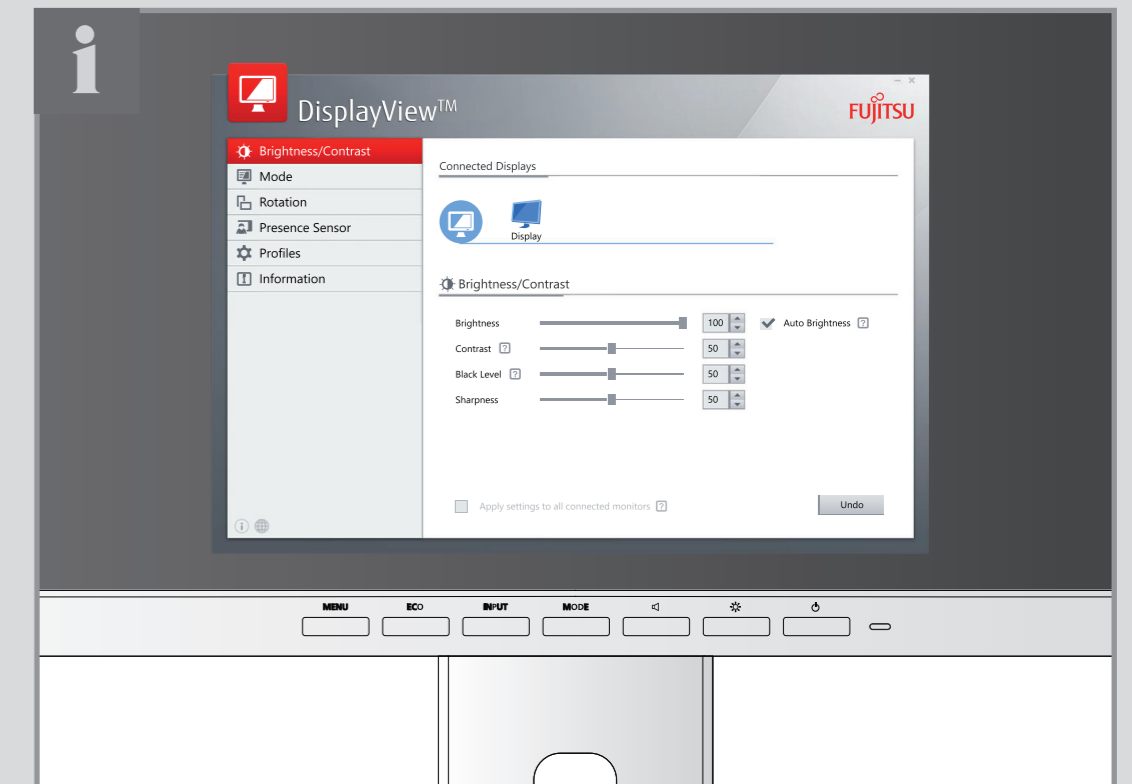 i
DisplayView™
FUJITSU
Brightness/Contrast
Mode
Rotation
Presence Sensor
Profiles
Information
Connected Displays
Display
Brightness/Contrast
Brightness 100 Auto Brightness ?
Contrast ? 50
Black Level ? 50
Sharpness 50
Apply settings to all connected monitors ? Undo
i
MENU ECO INPUT MODE